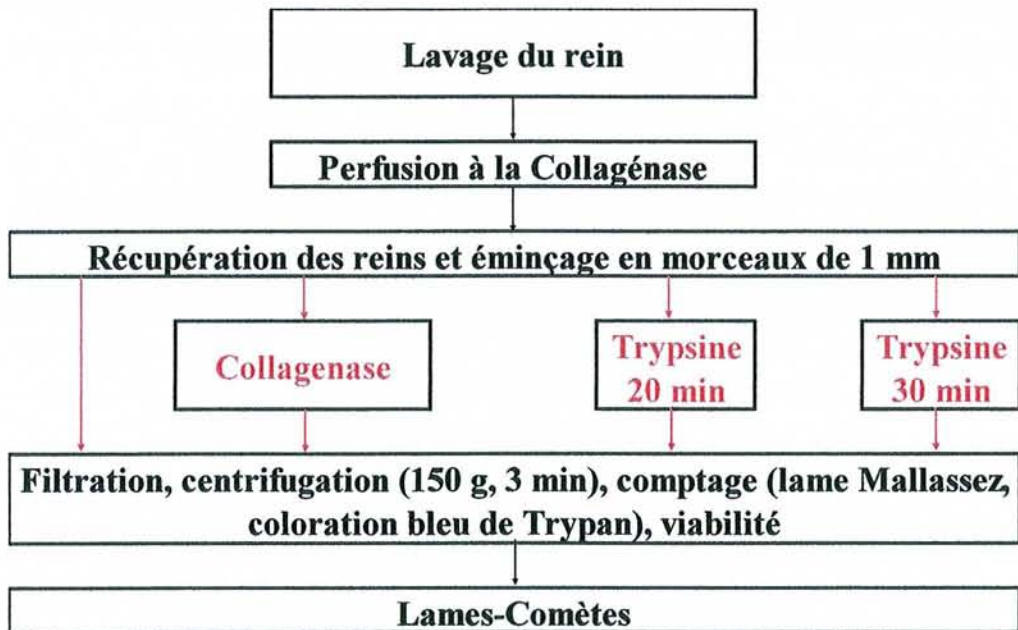 Lavage du rein
Perfusion à la Collagénase
Récupération des reins et éminçage en morceaux de 1 mm
Collagenase
Trypsine
20 min
Trypsine
30 min
Filtration, centrifugation (150 g, 3 min), comptage (lame Mallassez,
coloration bleu de Trypan), viabilité
Lames-Comètes